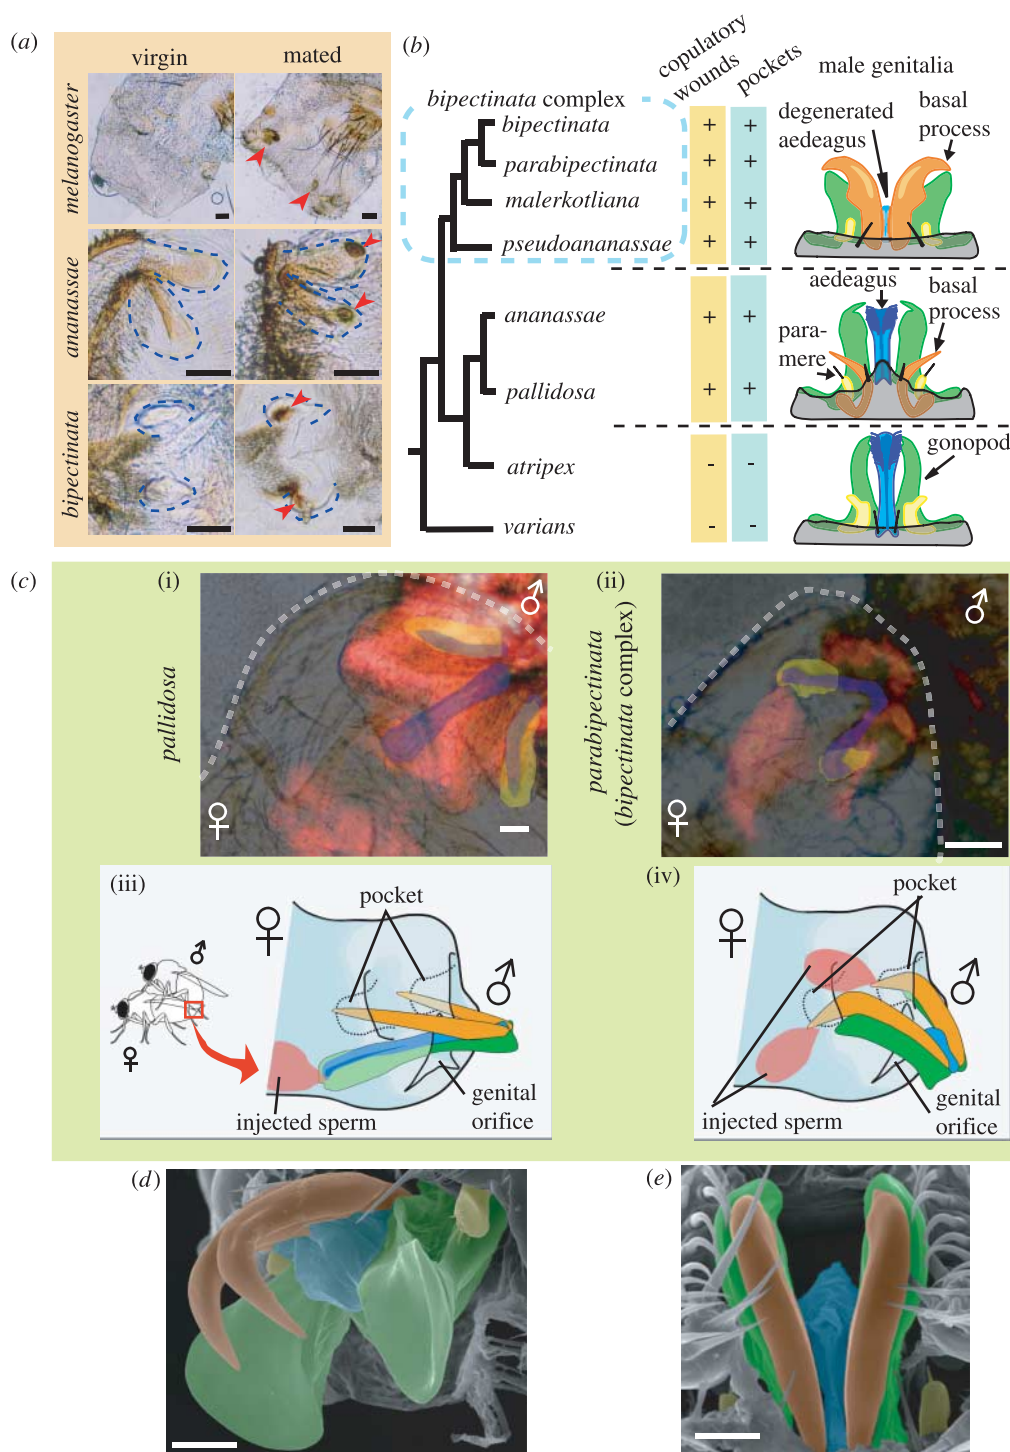 (a)
virgin
mated
melanogaster
ananassae
bipectinata
(b)
copulatory
wounds
pockets
male genitalia
bipectinata complex
bipectinata
+ +
parabipectinata
+ +
malerkotliana
+ +
pseudoananassae
+ +
degenerated
aedeagus
basal
process
ananassae
+ +
pallidosa
+ +
aedeagus
basal
process
para-
mere
atripex
- -
varians
- -
gonopod
(c)
(i)
♂
pallidosa
♀
(ii)
♂
parabipectinata
(bipectinata complex)
♀
(iii)
pocket
♀
♂
♂
♀
injected sperm
genital
orifice
(iv)
pocket
♀
♂
injected sperm
genital
orifice
(d)
(e)